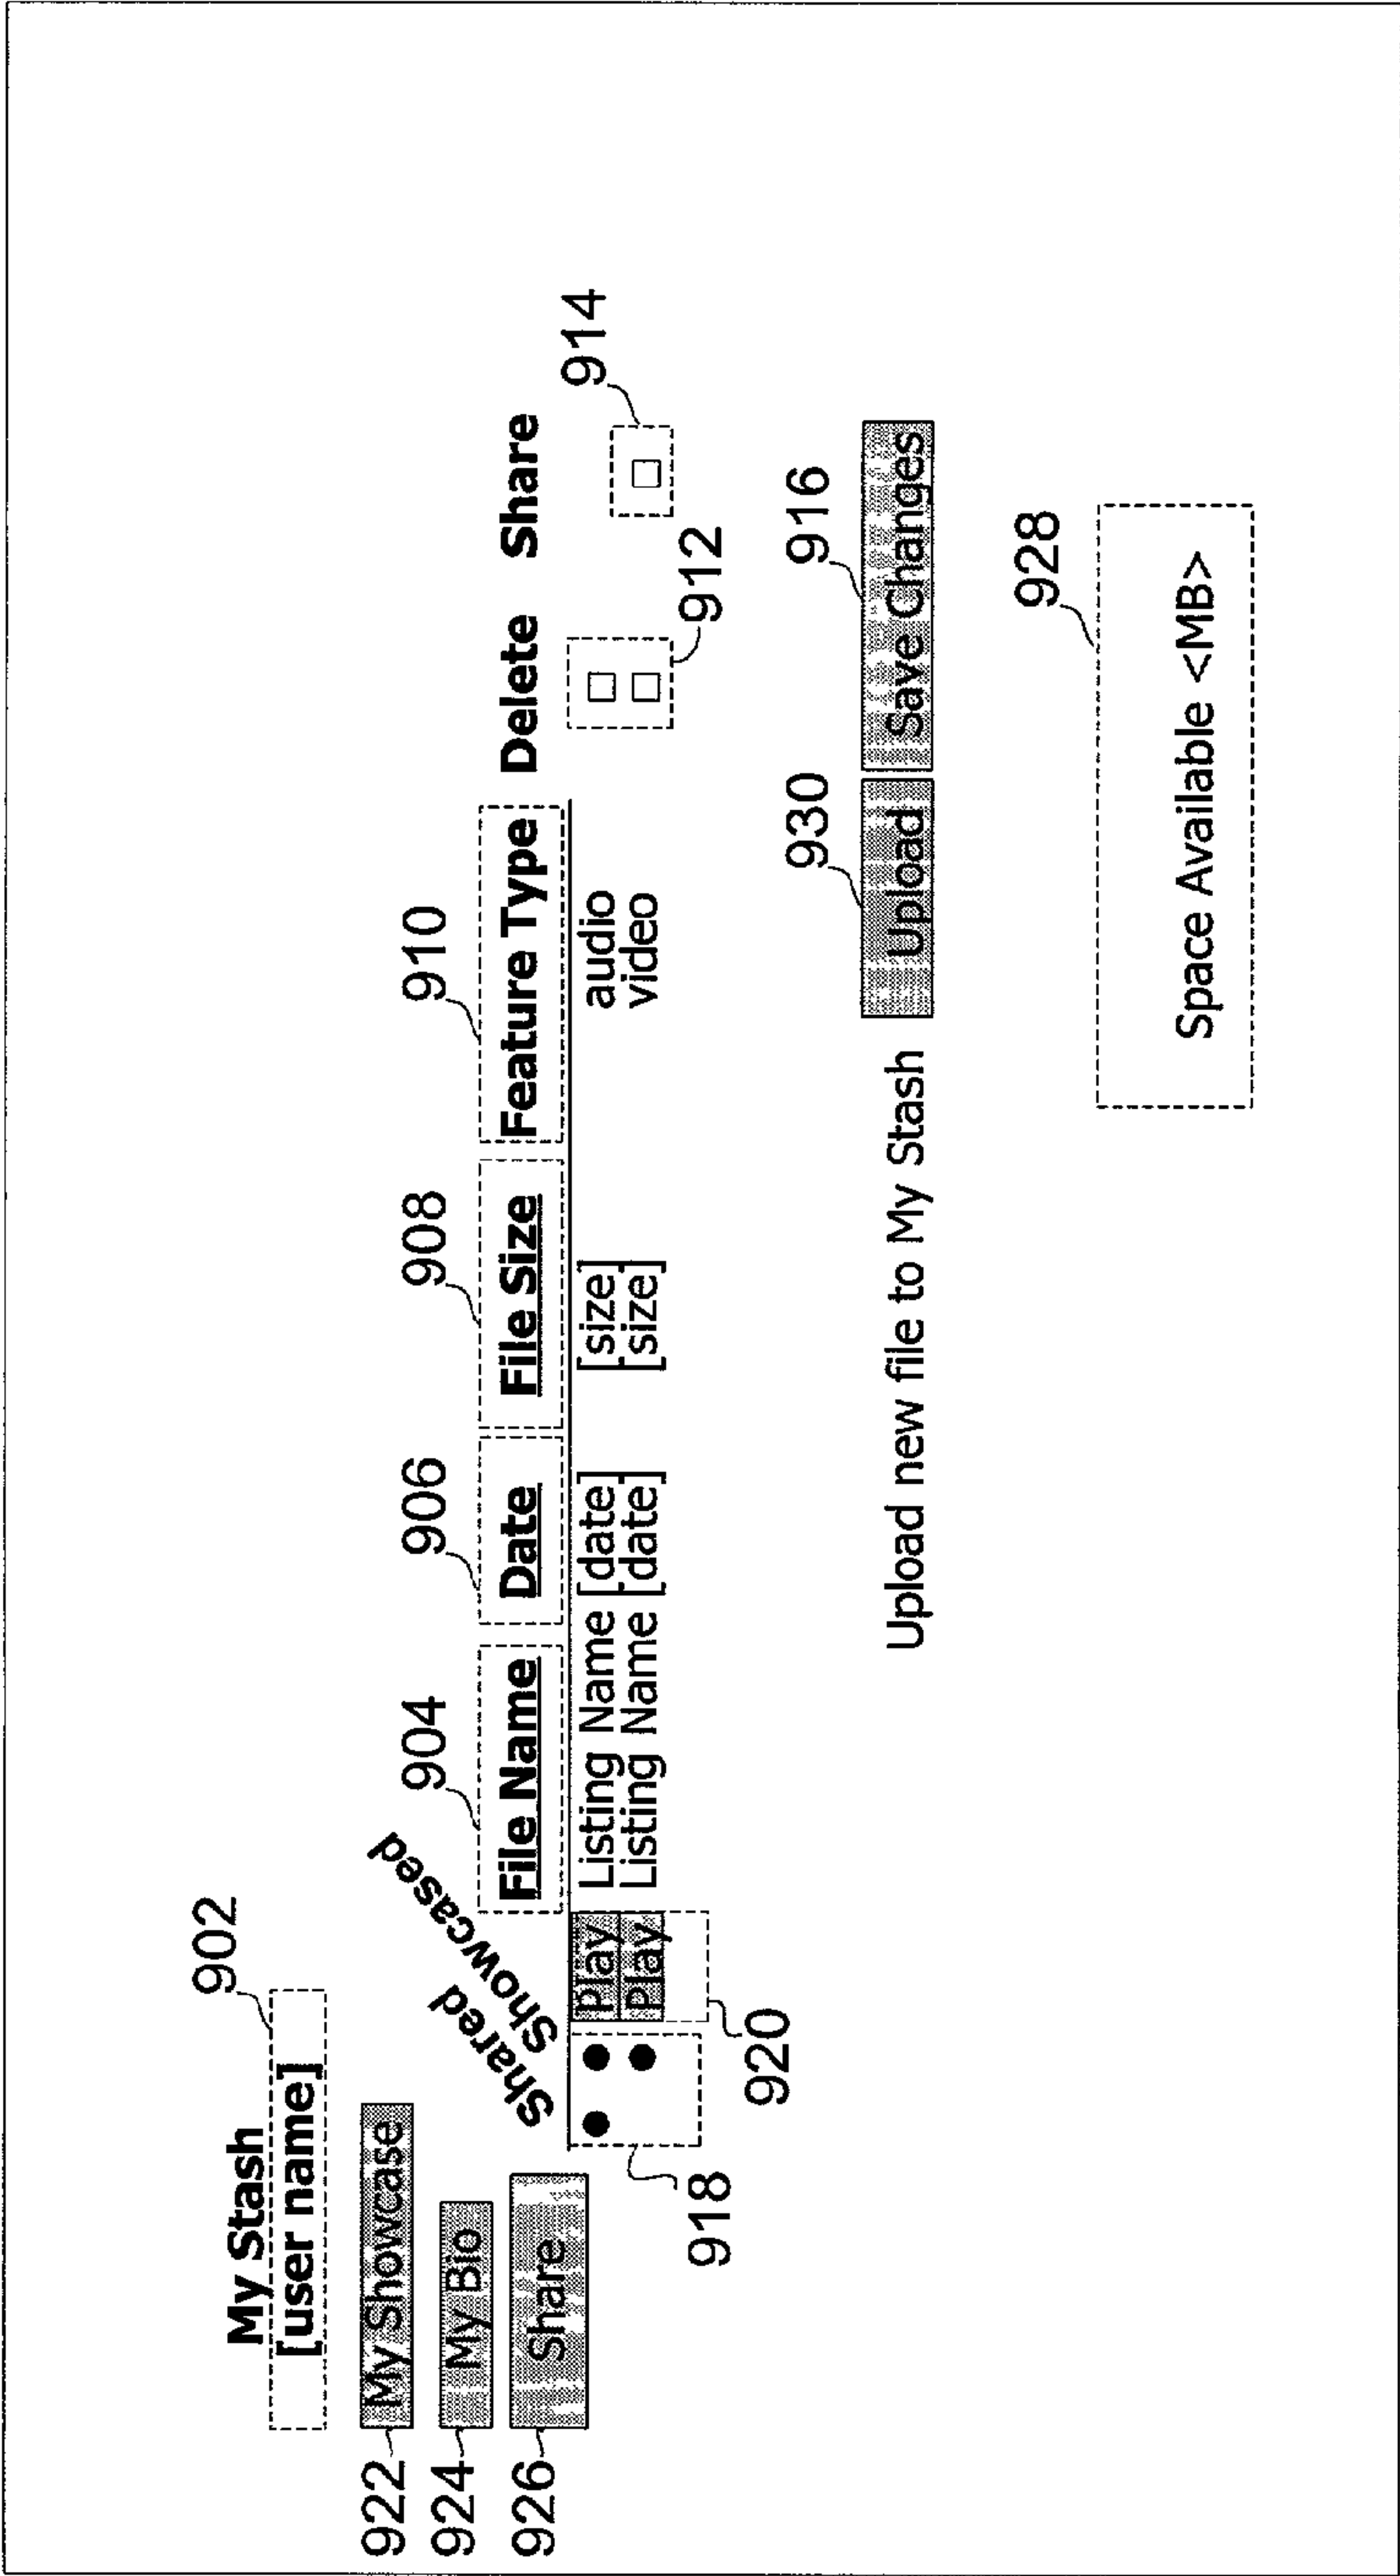 My Stash
902
[user name]
922 My Showcase
924 My Bio
926 Share
904 906 908 910
Shared Showcased File Name Date File Size Feature Type Delete Share
Play Listing Name [date] [size] audio
Play Listing Name [date] [size] video
914
918 920 912
930 916
Upload new file to My Stash Upload Save Changes
928
Space Available <MB>